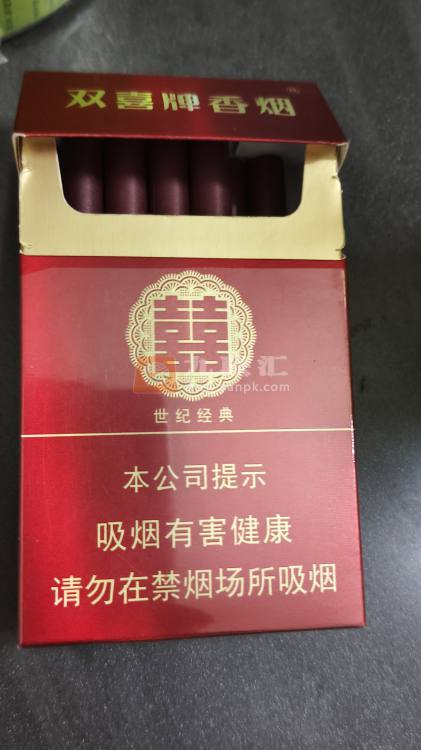 双喜牌香烟
囍
世纪经典
本公司提示
吸烟有害健康
请勿在禁烟场所吸烟